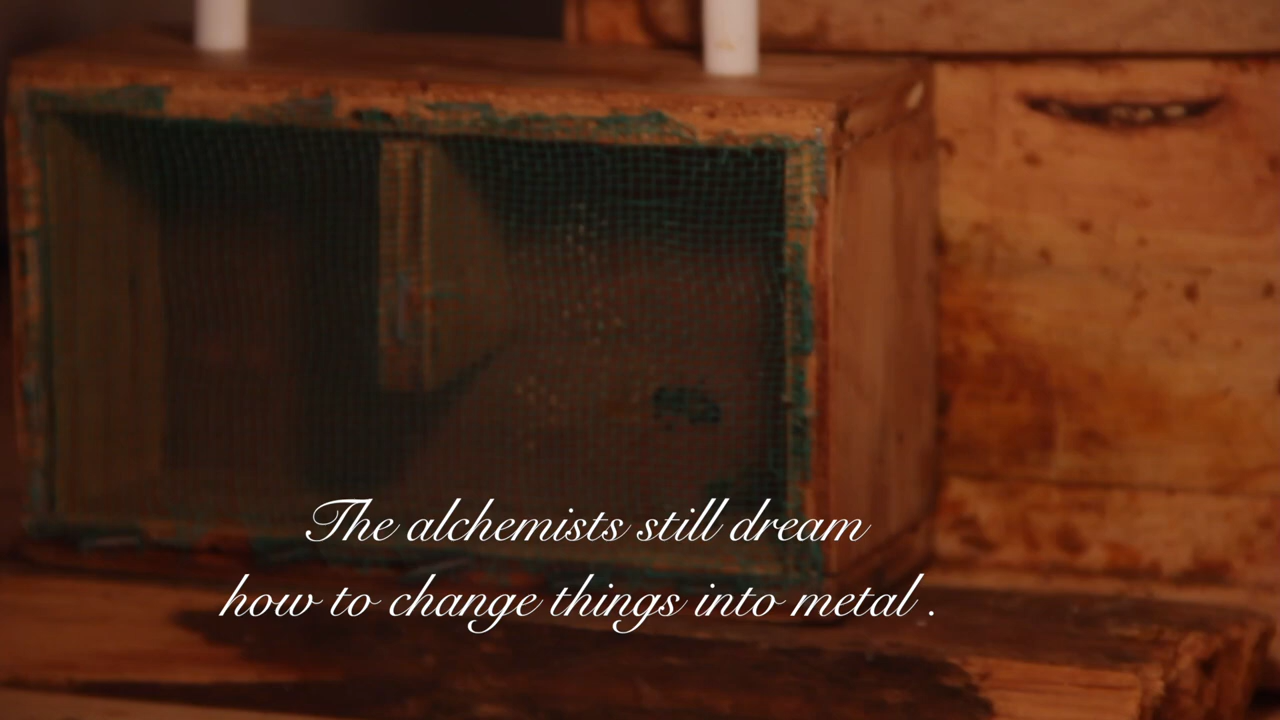 The alchemists still dream
how to change things into metal .